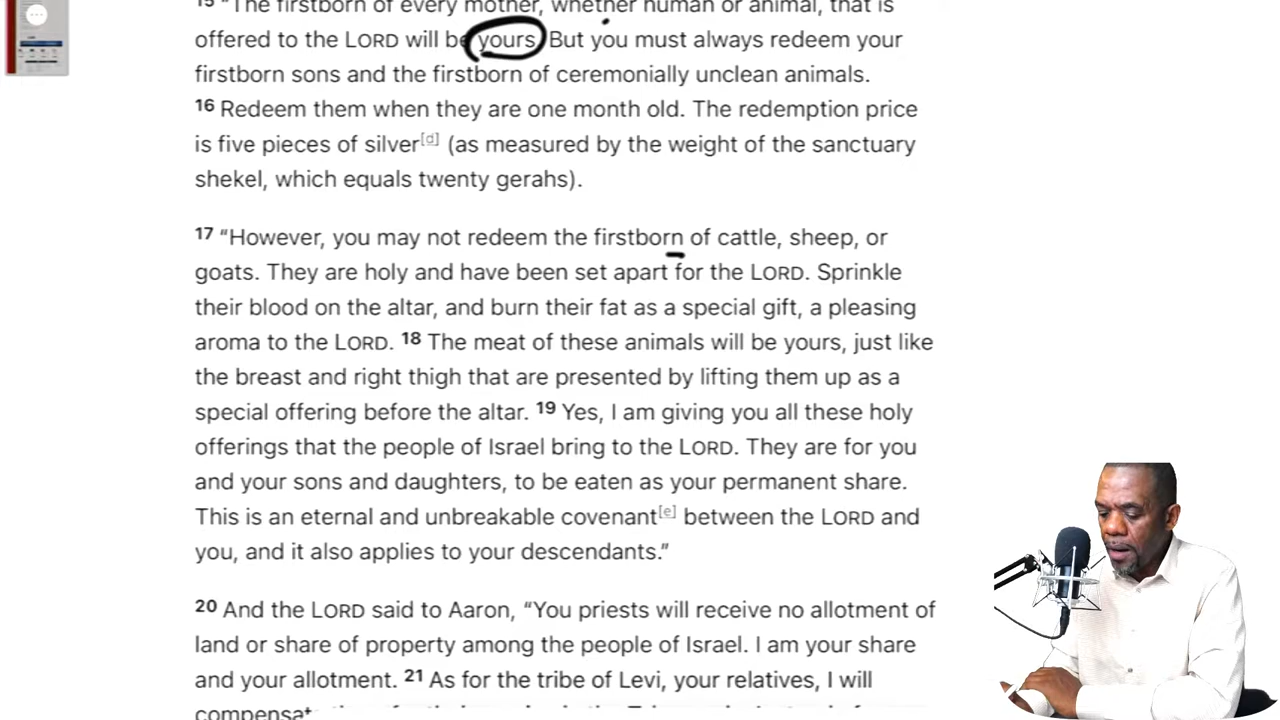 15 “The firstborn of every mother, whether human or animal, that is
offered to the LORD will be yours. But you must always redeem your
firstborn sons and the firstborn of ceremonially unclean animals.
16 Redeem them when they are one month old. The redemption price
is five pieces of silver[d] (as measured by the weight of the sanctuary
shekel, which equals twenty gerahs).
17 “However, you may not redeem the firstborn of cattle, sheep, or
goats. They are holy and have been set apart for the LORD. Sprinkle
their blood on the altar, and burn their fat as a special gift, a pleasing
aroma to the LORD. 18 The meat of these animals will be yours, just like
the breast and right thigh that are presented by lifting them up as a
special offering before the altar. 19 Yes, I am giving you all these holy
offerings that the people of Israel bring to the LORD. They are for you
and your sons and daughters, to be eaten as your permanent share.
This is an eternal and unbreakable covenant[e] between the LORD and
you, and it also applies to your descendants.”
20 And the LORD said to Aaron, “You priests will receive no allotment of
land or share of property among the people of Israel. I am your share
and your allotment. 21 As for the tribe of Levi, your relatives, I will